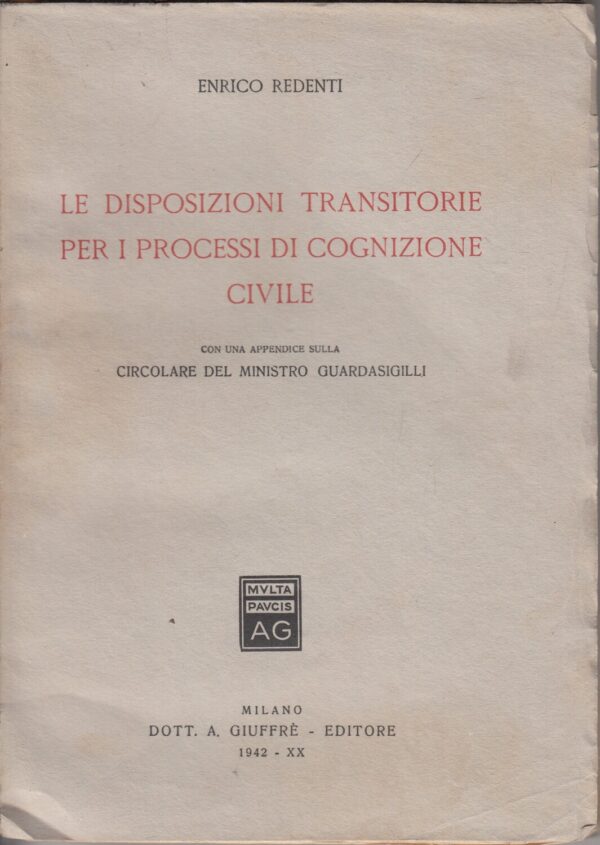 ENRICO REDENTI
LE DISPOSIZIONI TRANSITORIE
PER I PROCESSI DI COGNIZIONE
CIVILE
CON UNA APPENDICE SULLA
CIRCOLARE DEL MINISTRO GUARDASIGILLI
MVLTA
PAVCIS
AG
MILANO
DOTT. A. GIUFFRÈ - EDITORE
1942 - XX